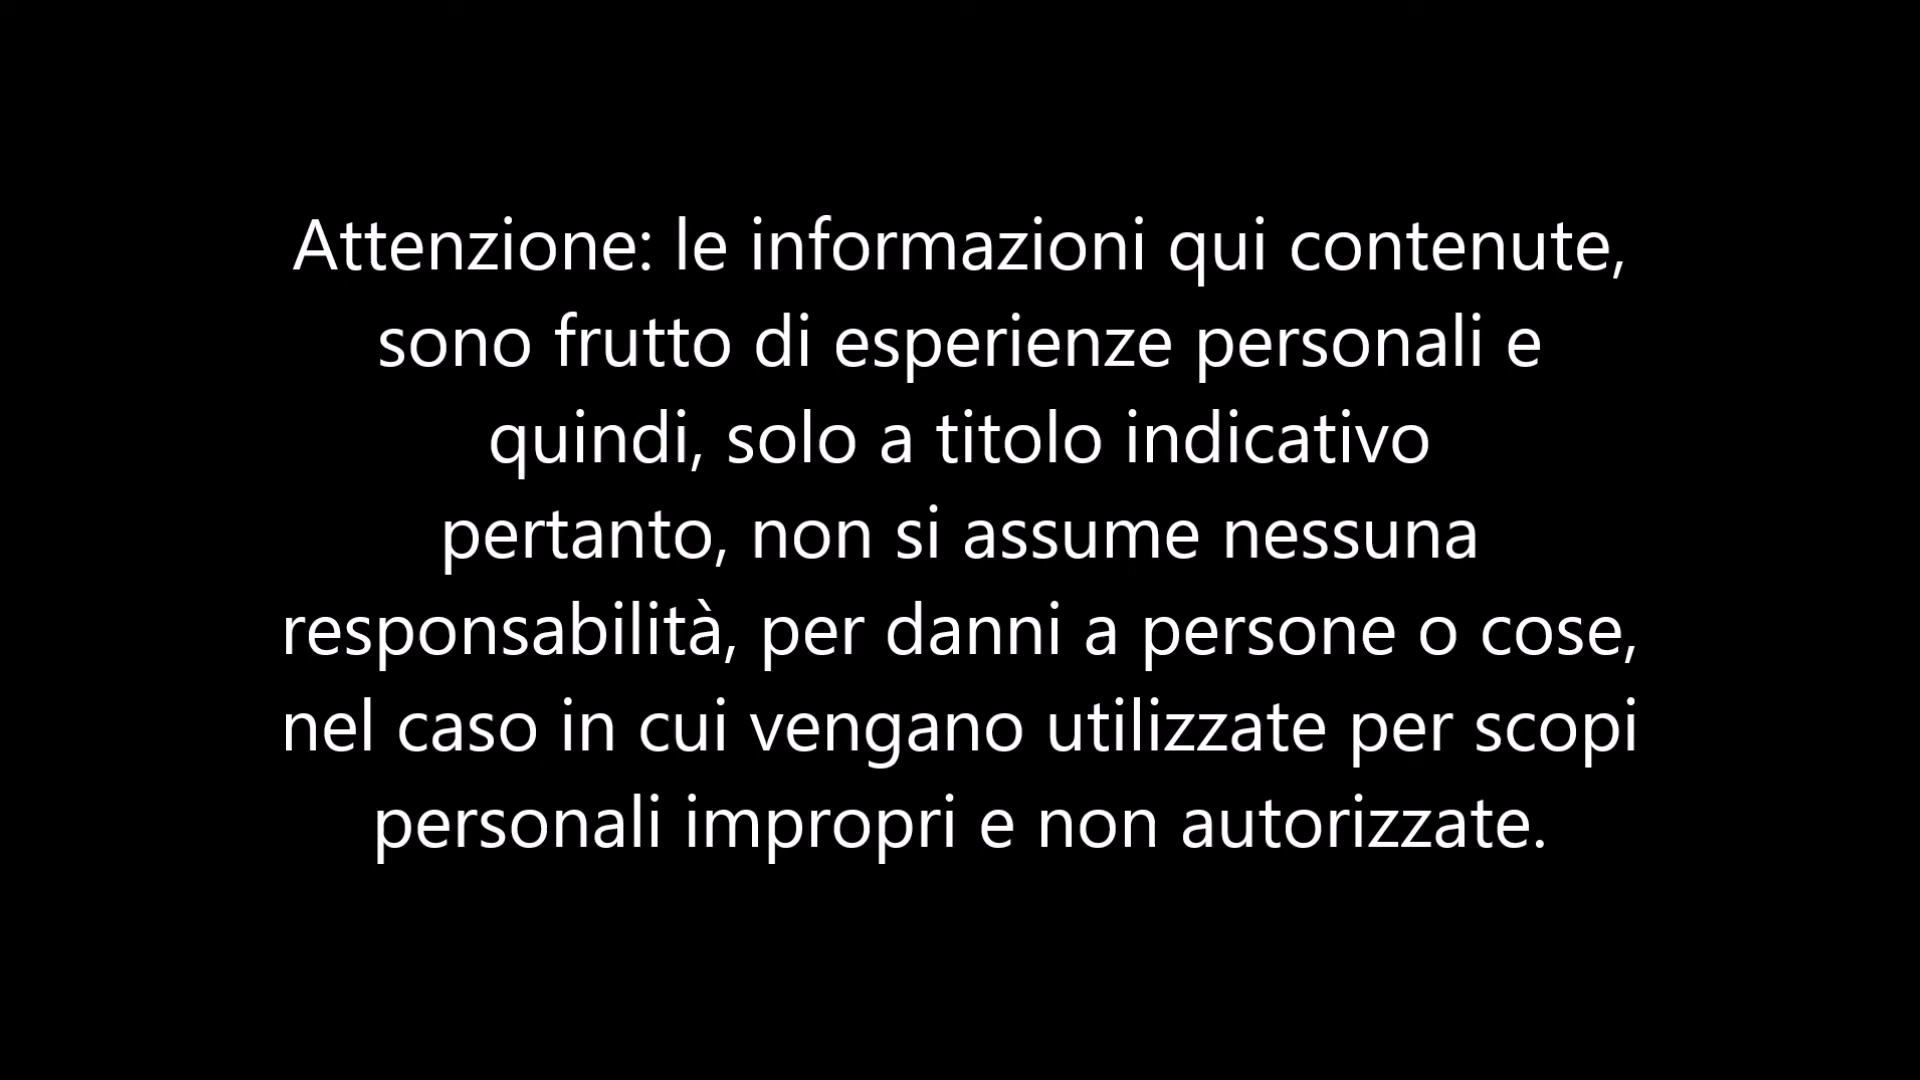 Attenzione: le informazioni qui contenute,
sono frutto di esperienze personali e
quindi, solo a titolo indicativo
pertanto, non si assume nessuna
responsabilità, per danni a persone o cose,
nel caso in cui vengano utilizzate per scopi
personali impropri e non autorizzate.